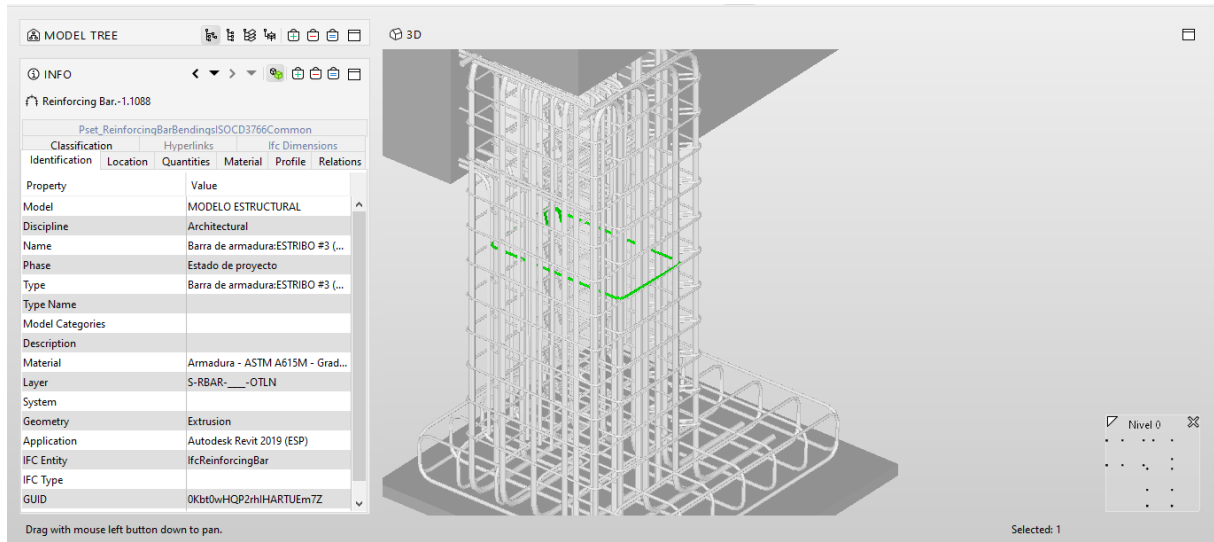 MODEL TREE
3D
INFO
Reinforcing Bar.-1.1088
Pset_ReinforcingBarBendingsISOCD3766Common
Classification Hyperlinks Ifc Dimensions
Identification Location Quantities Material Profile Relations
Property Value
Model MODELO ESTRUCTURAL
Discipline Architectural
Name Barra de armadura:ESTRIBO #3 (...
Phase Estado de proyecto
Type Barra de armadura:ESTRIBO #3 (...
Type Name
Model Categories
Description
Material Armadura - ASTM A615M - Grad...
Layer S-RBAR-___-OTLN
System
Geometry Extrusion
Application Autodesk Revit 2019 (ESP)
IFC Entity IfcReinforcingBar
IFC Type
GUID 0Kbt0wHQP2rhIHARTUEm7Z
Nivel 0
Drag with mouse left button down to pan.
Selected: 1